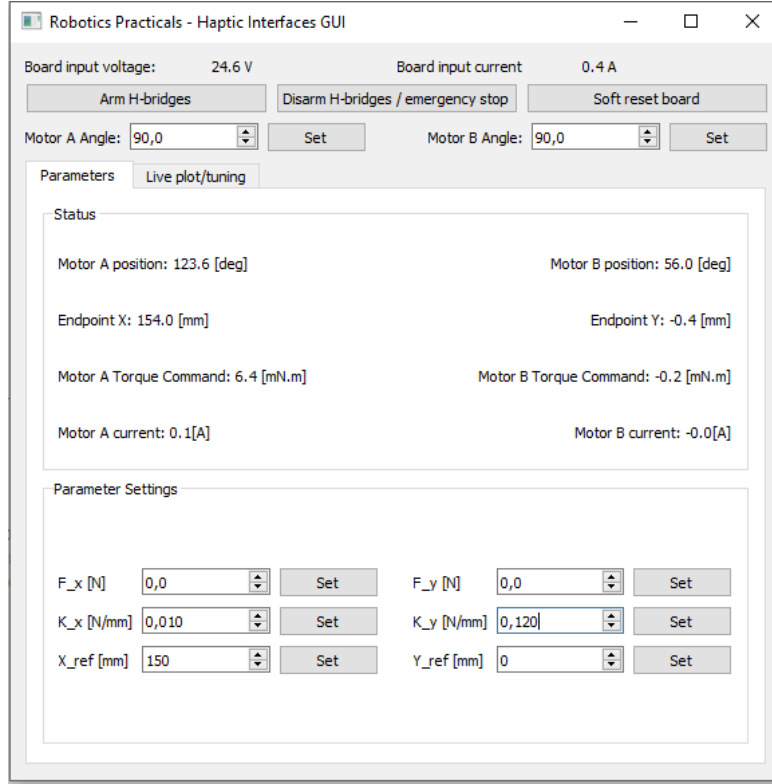 Robotics Practicals - Haptic Interfaces GUI
Board input voltage: 24.6 V Board input current 0.4 A
Arm H-bridges Disarm H-bridges / emergency stop Soft reset board
Motor A Angle: 90,0 Set Motor B Angle: 90,0 Set
Parameters Live plot/tuning
Status
Motor A position: 123.6 [deg] Motor B position: 56.0 [deg]
Endpoint X: 154.0 [mm] Endpoint Y: -0.4 [mm]
Motor A Torque Command: 6.4 [mN.m] Motor B Torque Command: -0.2 [mN.m]
Motor A current: 0.1[A] Motor B current: -0.0[A]
Parameter Settings
F_x [N] 0,0 Set F_y [N] 0,0 Set
K_x [N/mm] 0,010 Set K_y [N/mm] 0,120 Set
X_ref [mm] 150 Set Y_ref [mm] 0 Set